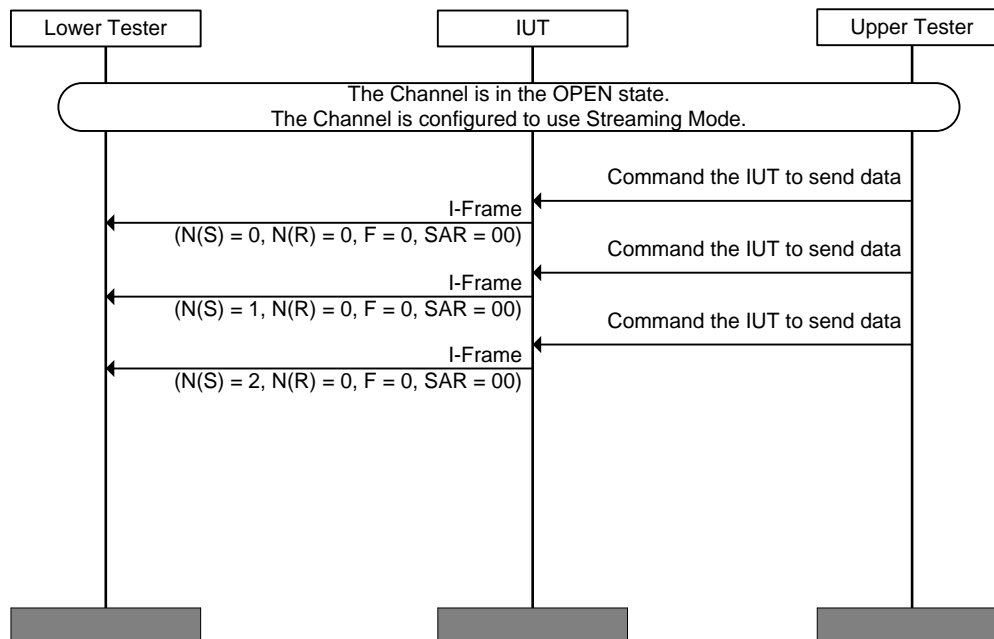 Lower Tester
IUT
Upper Tester
The Channel is in the OPEN state.
The Channel is configured to use Streaming Mode.
Command the IUT to send data
I-Frame
(N(S) = 0, N(R) = 0, F = 0, SAR = 00)
Command the IUT to send data
I-Frame
(N(S) = 1, N(R) = 0, F = 0, SAR = 00)
Command the IUT to send data
I-Frame
(N(S) = 2, N(R) = 0, F = 0, SAR = 00)